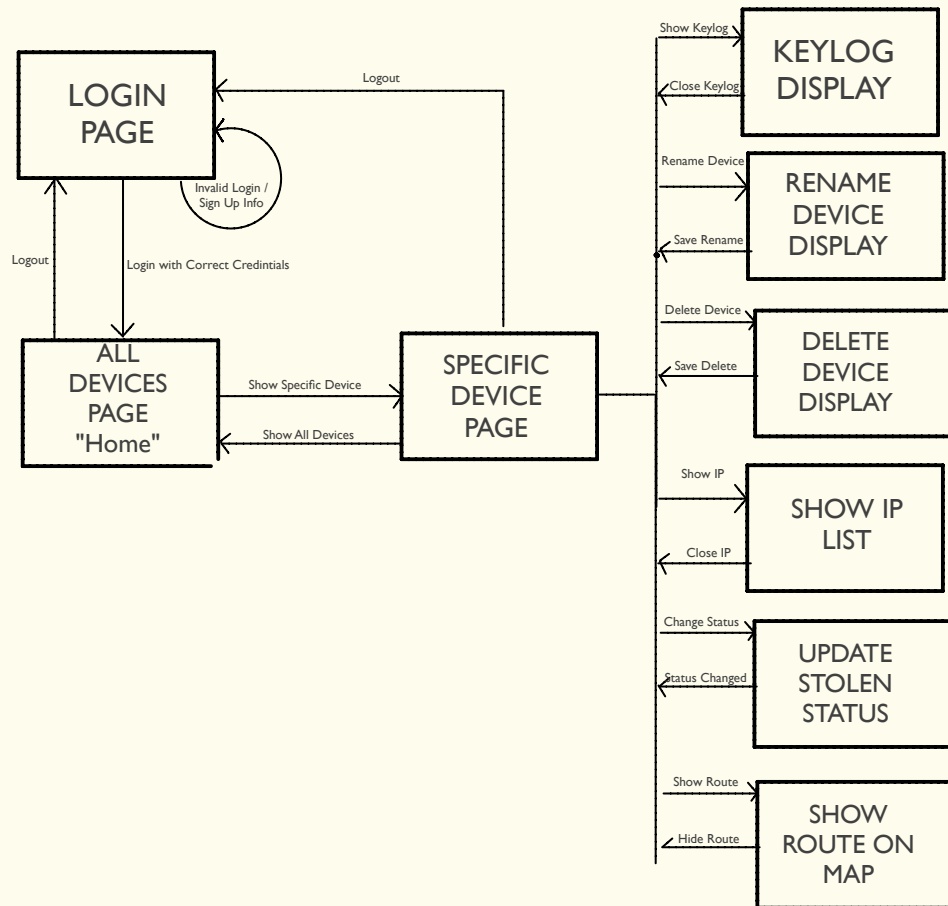 LOGIN
PAGE
Logout
Invalid Login /
Sign Up Info
Logout
Login with Correct Credintials
ALL
DEVICES
PAGE
"Home"
Show Specific Device
Show All Devices
SPECIFIC
DEVICE
PAGE
Show Keylog
Close Keylog
KEYLOG
DISPLAY
Rename Device
Save Rename
RENAME
DEVICE
DISPLAY
Delete Device
Save Delete
DELETE
DEVICE
DISPLAY
Show IP
Close IP
SHOW IP
LIST
Change Status
Status Changed
UPDATE
STOLEN
STATUS
Show Route
Hide Route
SHOW
ROUTE ON
MAP